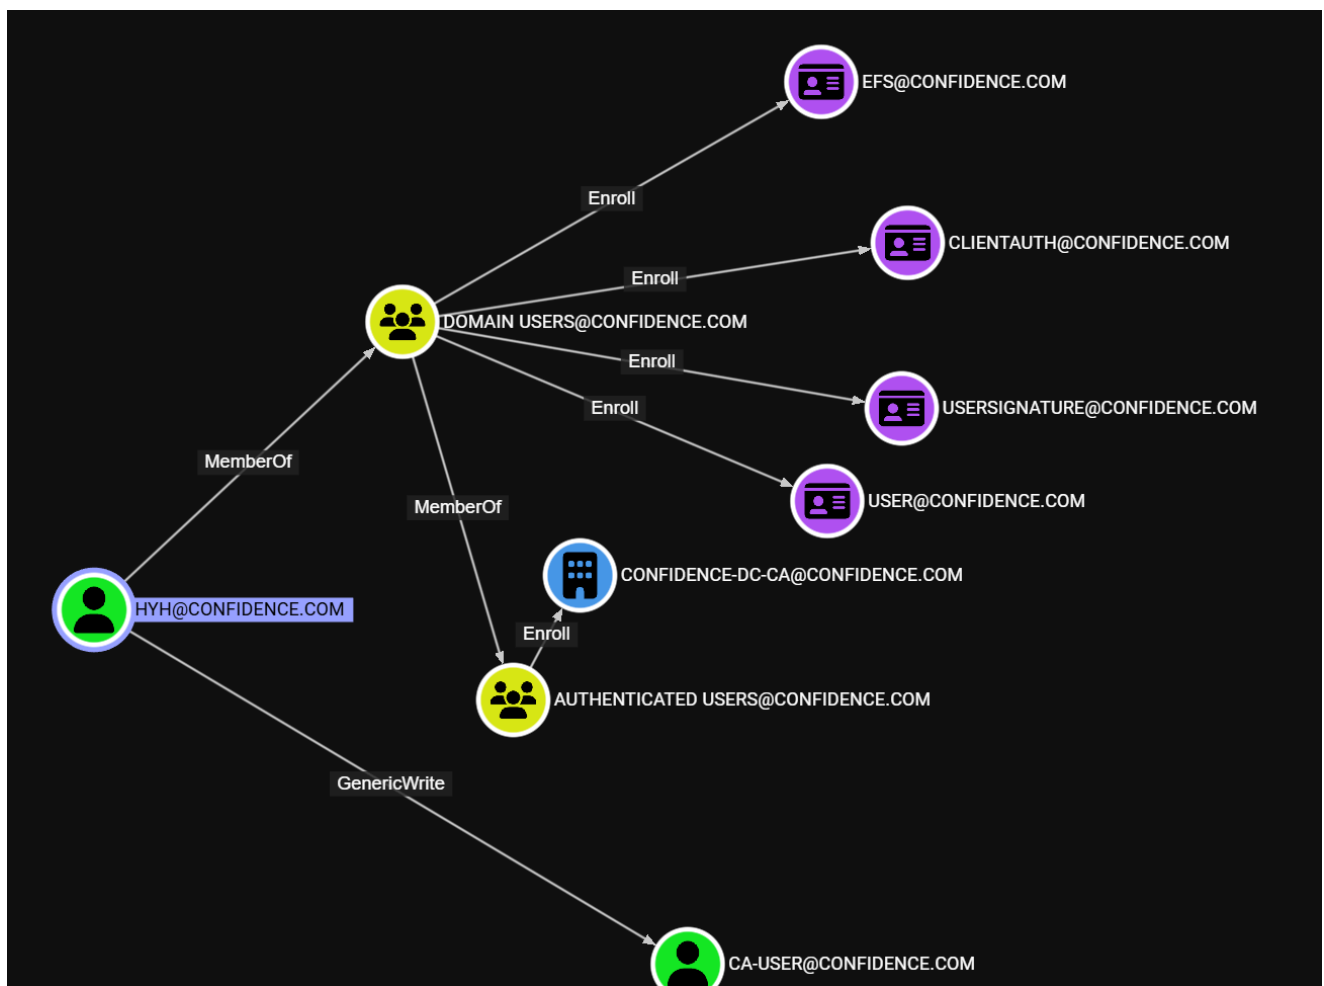 EFS@CONFIDENCE.COM
Enroll
CLIENTAUTH@CONFIDENCE.COM
Enroll
DOMAIN USERS@CONFIDENCE.COM
Enroll
USERSIGNATURE@CONFIDENCE.COM
Enroll
MemberOf
USER@CONFIDENCE.COM
MemberOf
CONFIDENCE-DC-CA@CONFIDENCE.COM
HYH@CONFIDENCE.COM
Enroll
AUTHENTICATED USERS@CONFIDENCE.COM
GenericWrite
CA-USER@CONFIDENCE.COM